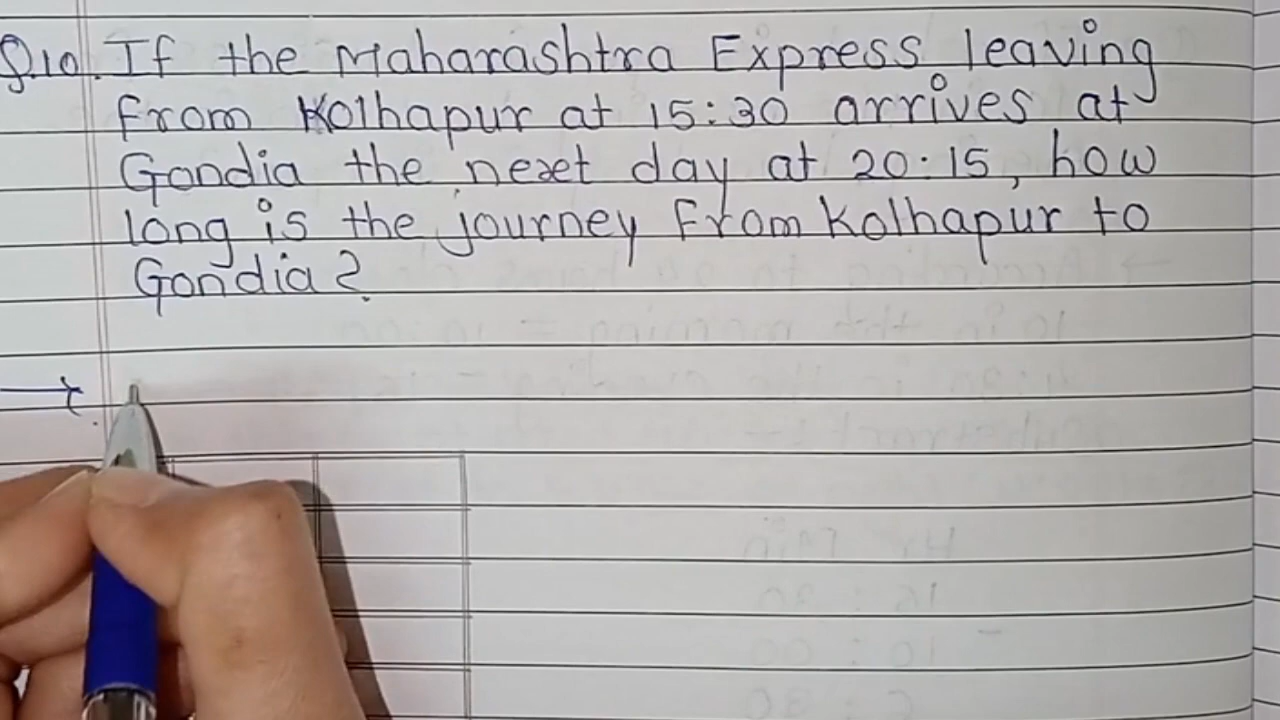 Q.10. If the Maharashtra Express leaving
from Kolhapur at 15:30 arrives at
Gondia the next day at 20:15, how
long is the journey from Kolhapur to
Gondia?